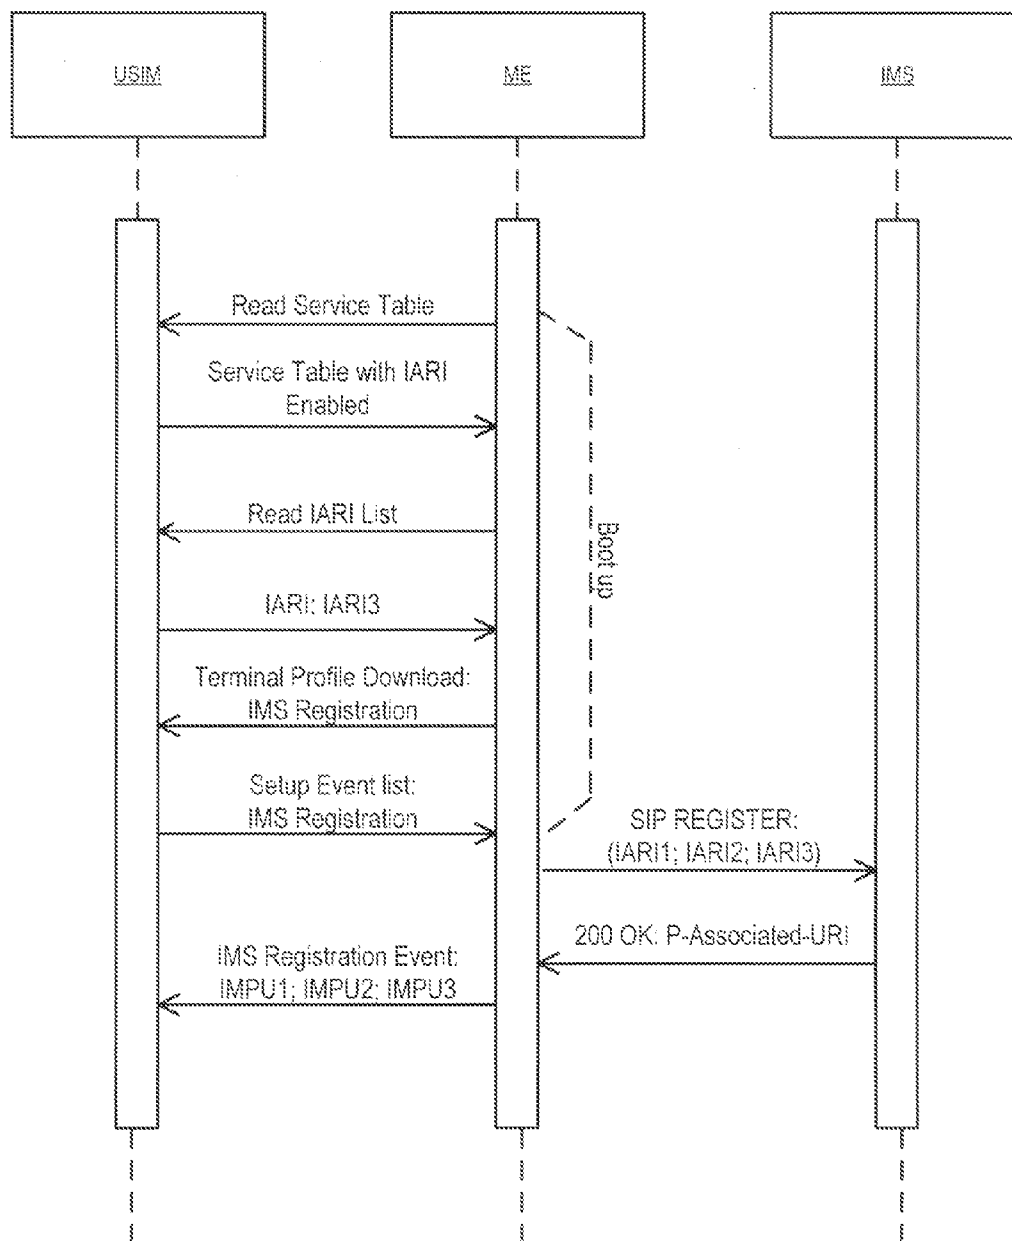 USIM
ME
IMS
Read Service Table
Service Table with IARI
Enabled
Read IARI List
Boot up
IARI: IARI3
Terminal Profile Download:
IMS Registration
Setup Event list:
IMS Registration
SIP REGISTER:
(IARI1; IARI2; IARI3)
200 OK: P-Associated-URI
IMS Registration Event:
IMPU1; IMPU2; IMPU3